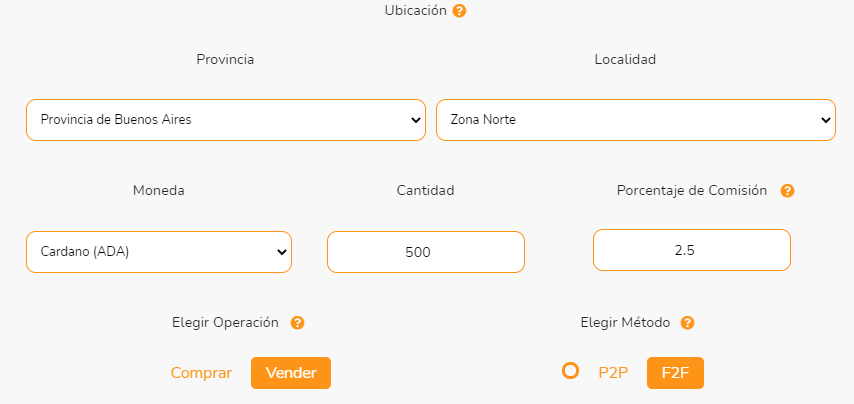 Ubicación ?
Provincia Localidad
Provincia de Buenos Aires Zona Norte
Moneda Cantidad Porcentaje de Comisión ?
Cardano (ADA) 500 2.5
Elegir Operación ? Elegir Método ?
Comprar Vender P2P F2F